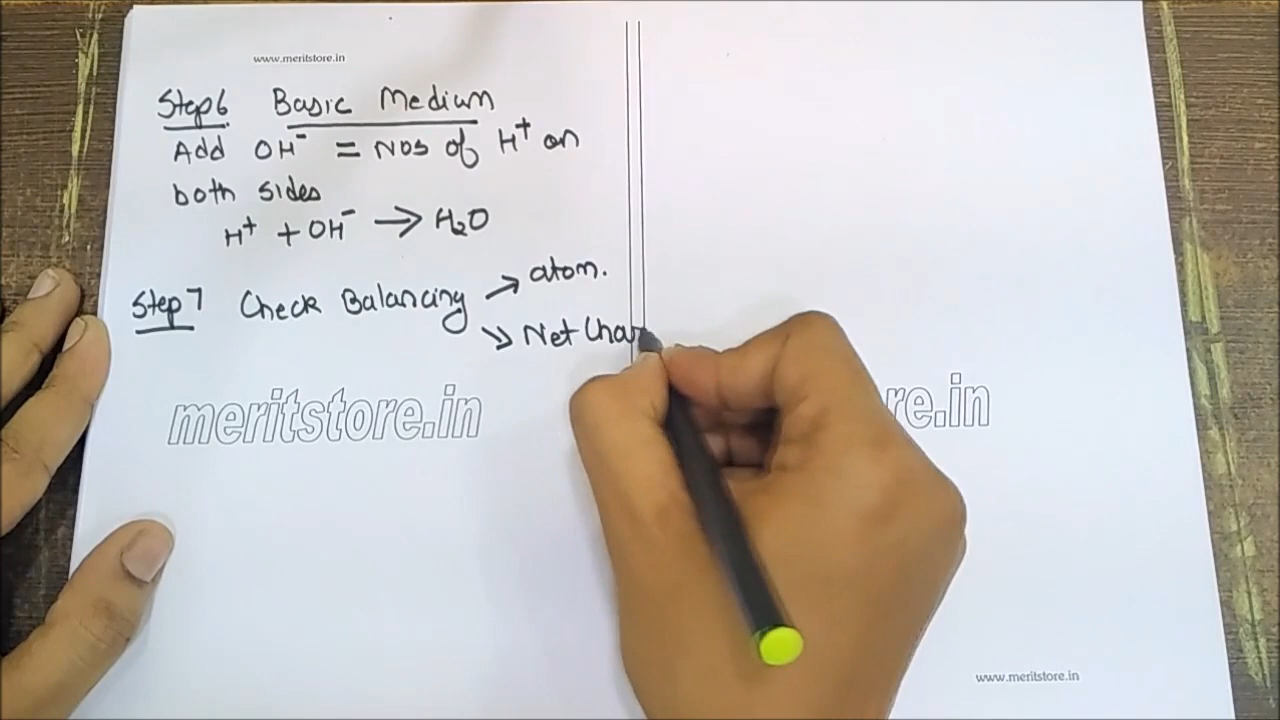 www.meritstore.in
Step6 Basic Medium
Add OH⁻ = Nos of H⁺ on
both sides
H⁺ + OH⁻ → H₂O
Step7 Check Balancing → atom.
↘ Net Char
meritstore.in
re.in
www.meritstore.in